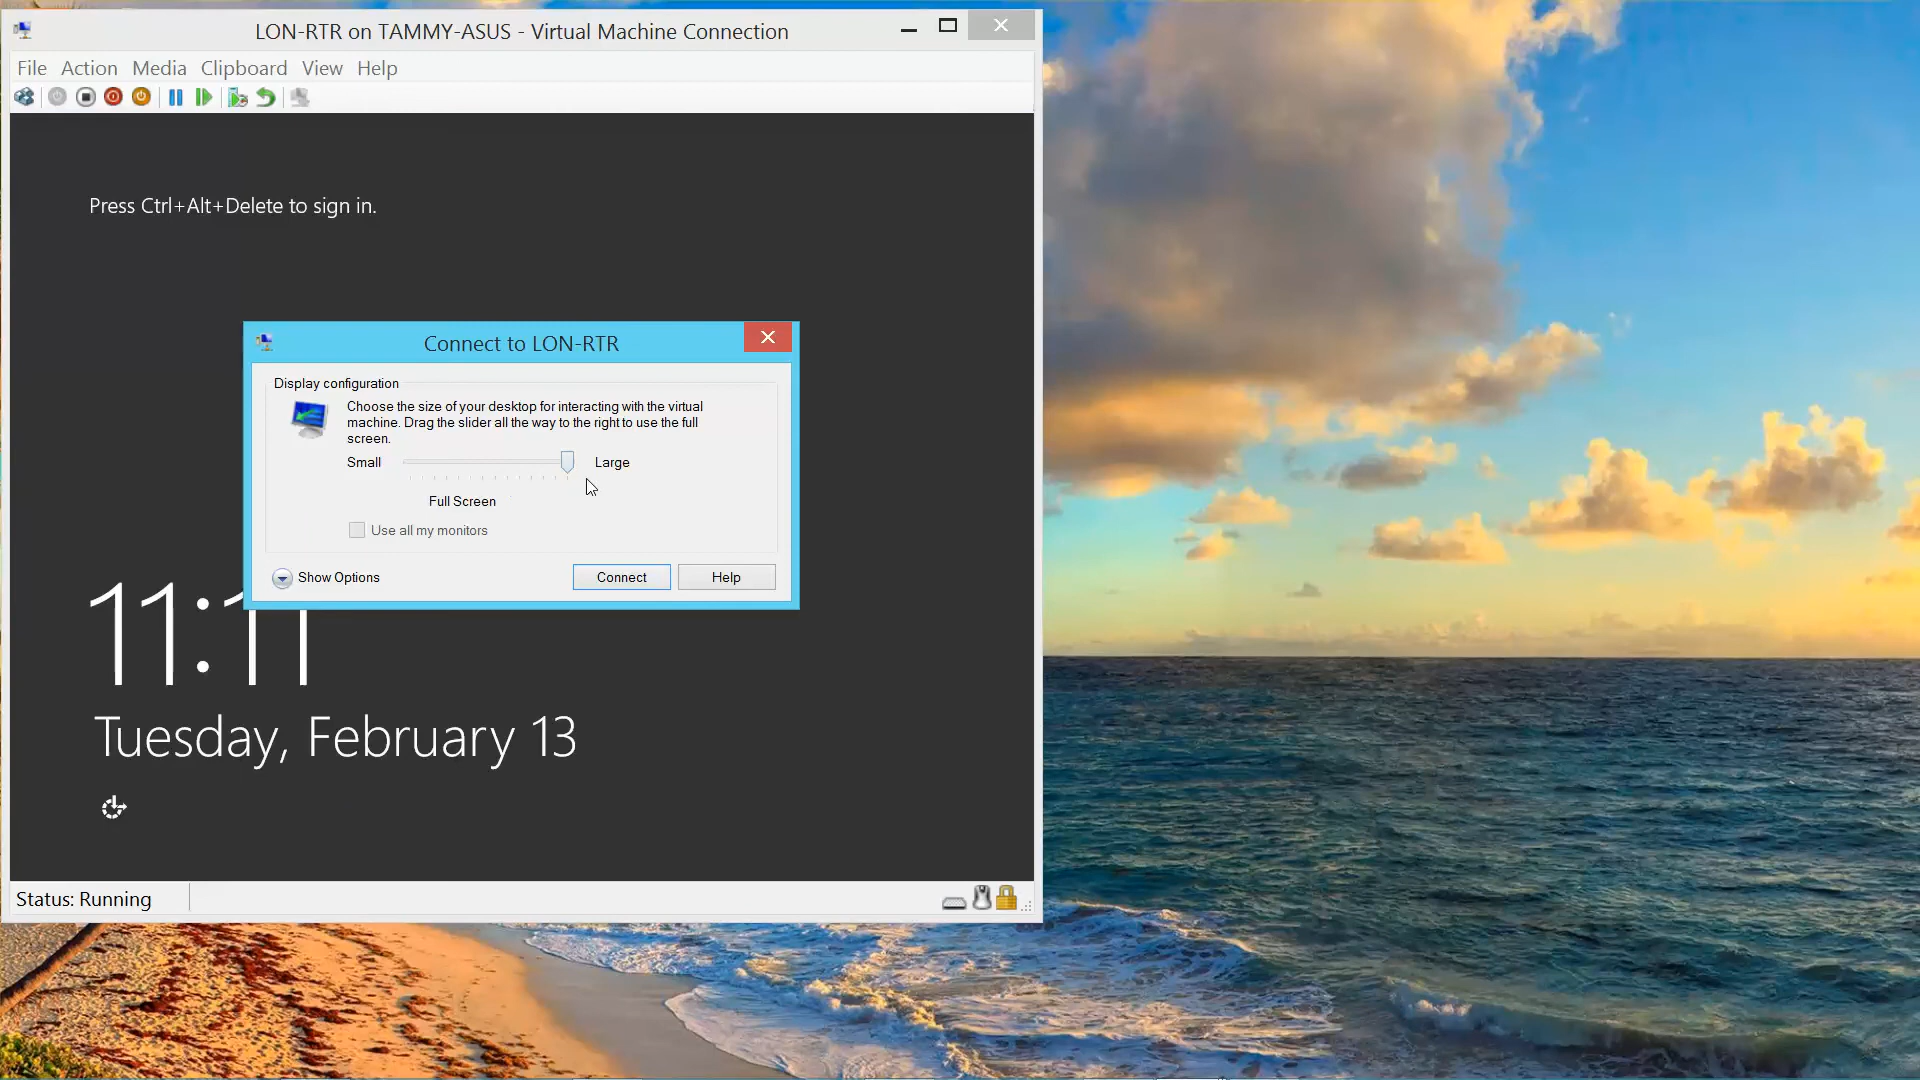 LON-RTR on TAMMY-ASUS - Virtual Machine Connection
File Action Media Clipboard View Help
Press Ctrl+Alt+Delete to sign in.
Connect to LON-RTR
Display configuration
Choose the size of your desktop for interacting with the virtual
machine. Drag the slider all the way to the right to use the full
screen.
Small Large
Full Screen
Use all my monitors
Show Options Connect Help
11:11
Tuesday, February 13
Status: Running